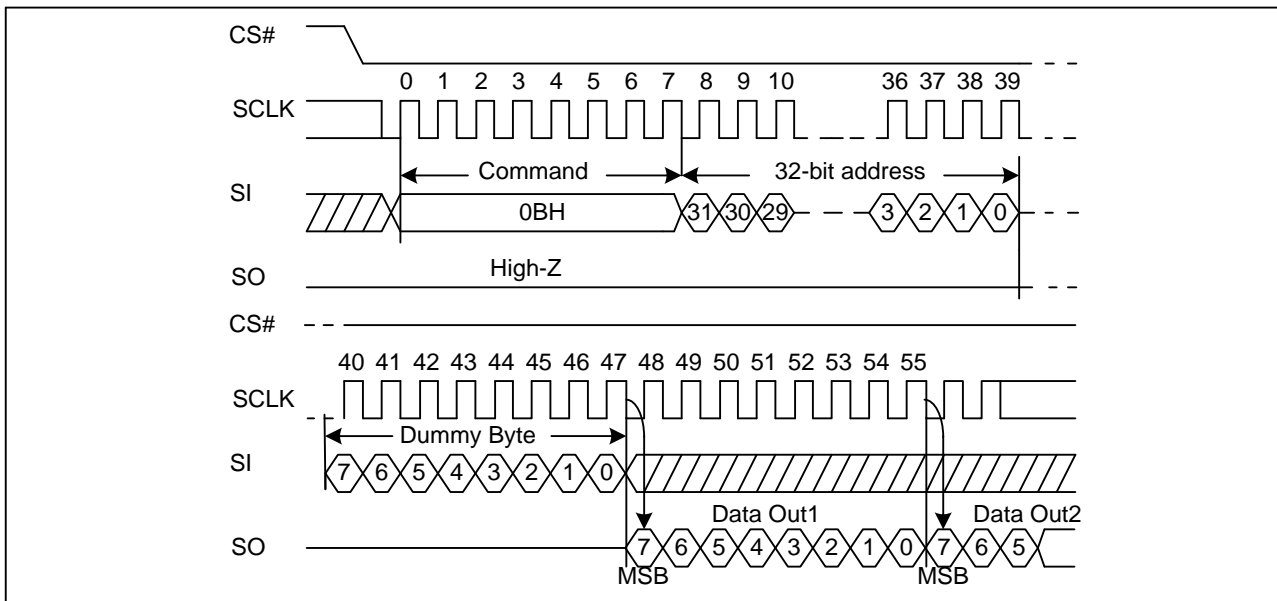 CS#
0 1 2 3 4 5 6 7 8 9 10 36 37 38 39
SCLK
Command 32-bit address
SI
0BH 31 30 29 3 2 1 0
High-Z
SO
CS#
40 41 42 43 44 45 46 47 48 49 50 51 52 53 54 55
SCLK
Dummy Byte
SI
7 6 5 4 3 2 1 0
Data Out1 Data Out2
SO
7 6 5 4 3 2 1 0 7 6 5
MSB MSB